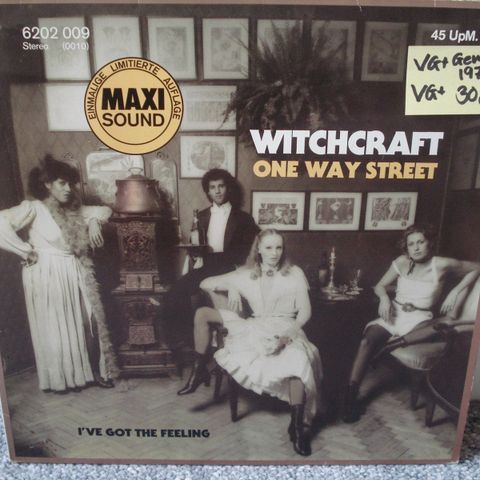 6202 009
Stereo (0010)
45 UpM.
EINMALIGE LIMITIERTE AUFLAGE
MAXI
SOUND
VG+
VG+ 30
WITCHCRAFT
ONE WAY STREET
I'VE GOT THE FEELING